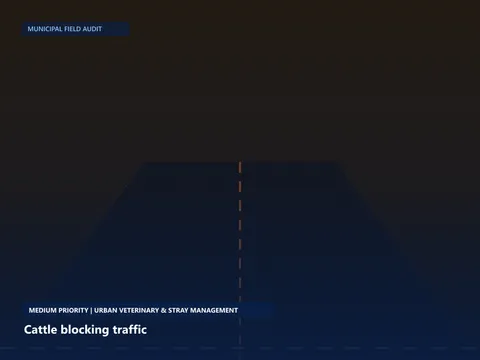 MUNICIPAL FIELD AUDIT
MEDIUM PRIORITY | URBAN VETERINARY & STRAY MANAGEMENT
Cattle blocking traffic